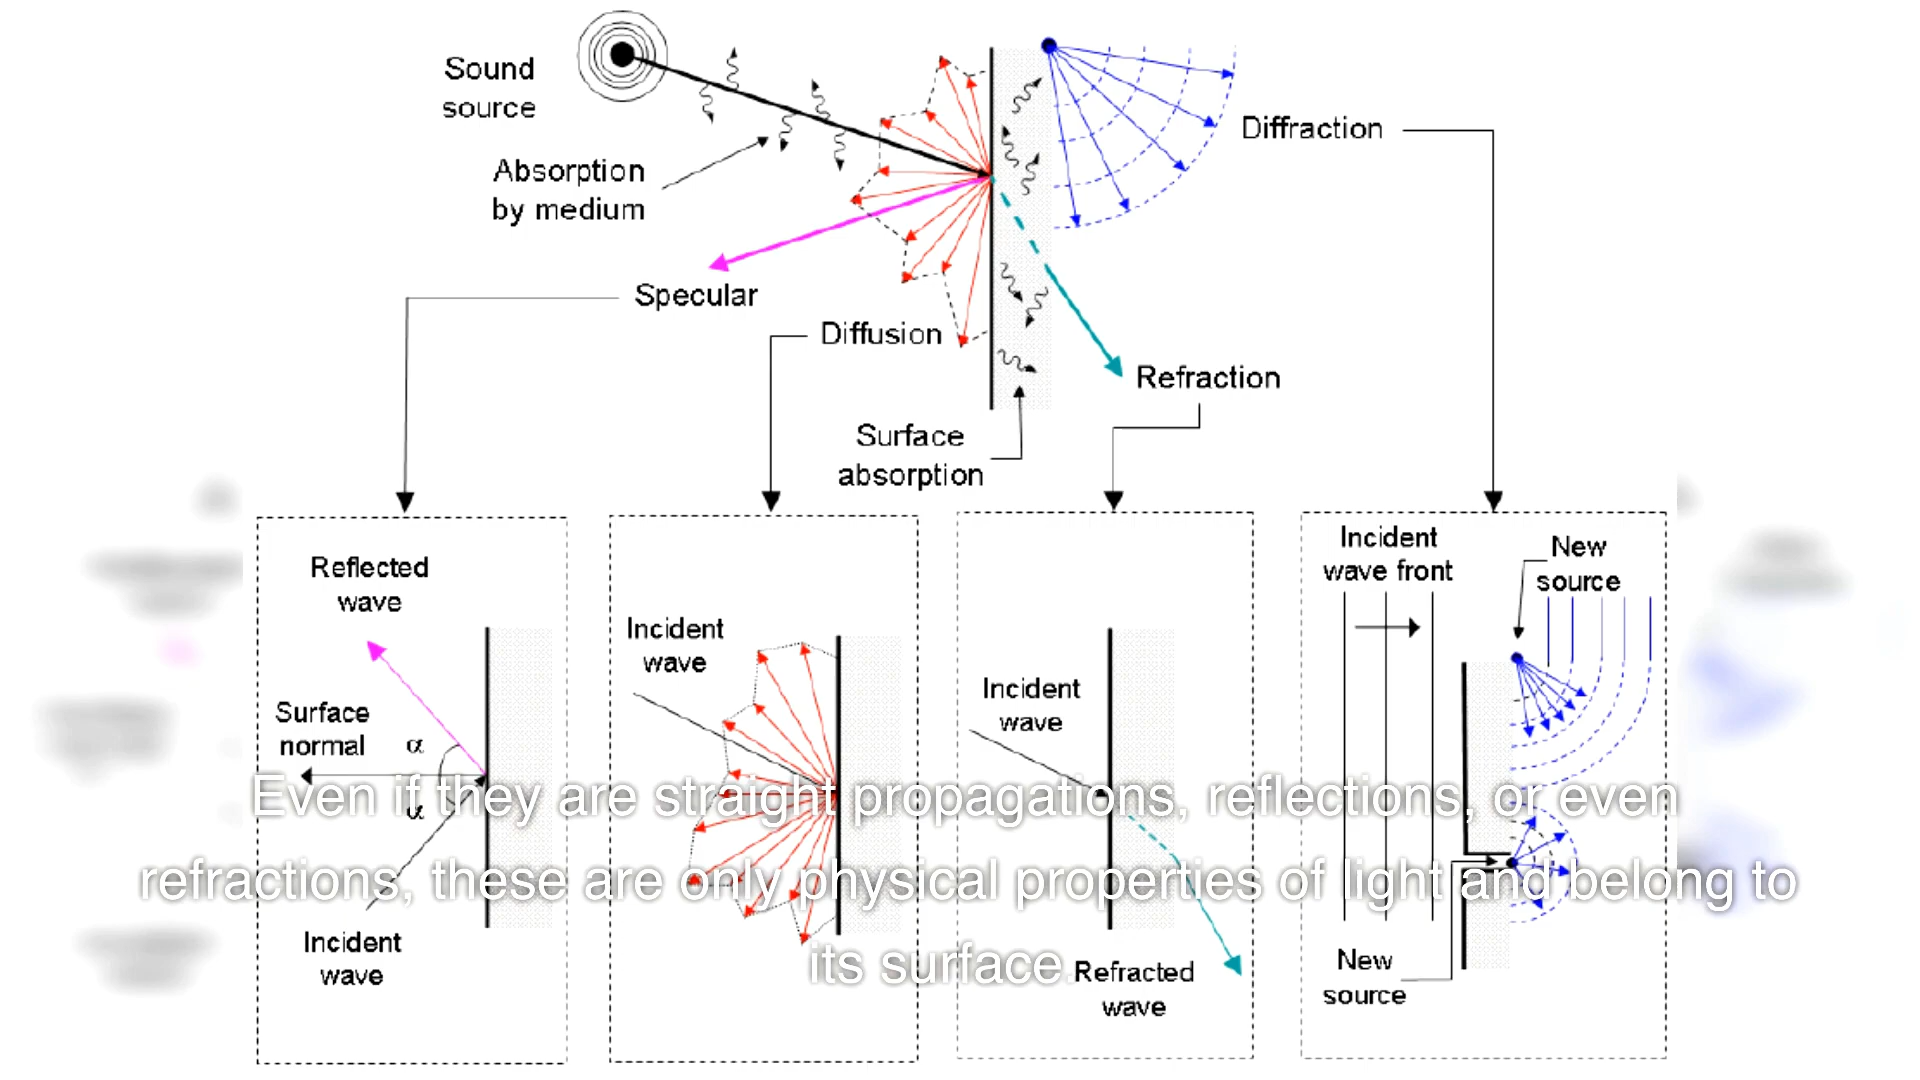 Sound
source
Absorption
by medium
Specular
Diffusion
Surface
absorption
Refraction
Diffraction
Reflected
wave
Surface
normal
α
α
Incident
wave
Incident
wave
Incident
wave
Refracted
wave
Incident
wave front
New
source
New
source
Even if they are straight propagations, reflections, or even
refractions, these are only physical properties of light and belong to
its surface.